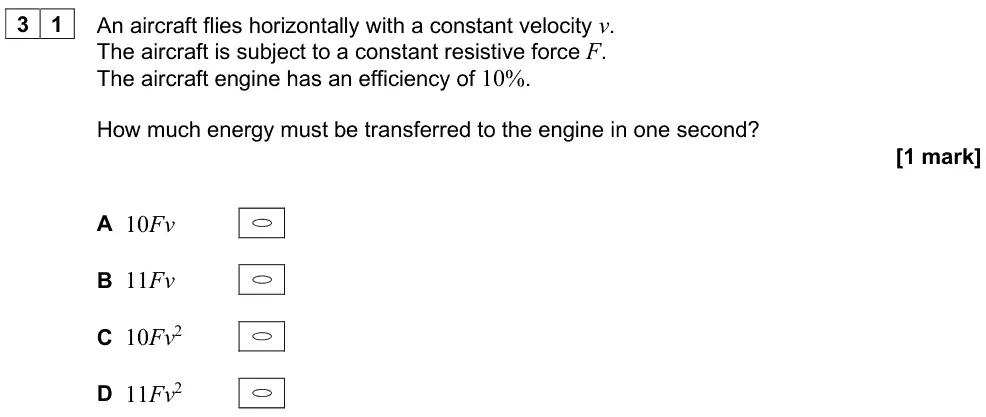 3 1 An aircraft flies horizontally with a constant velocity v.
The aircraft is subject to a constant resistive force F.
The aircraft engine has an efficiency of 10%.
How much energy must be transferred to the engine in one second?
[1 mark]
A 10Fv
B 11Fv
C 10Fv²
D 11Fv²